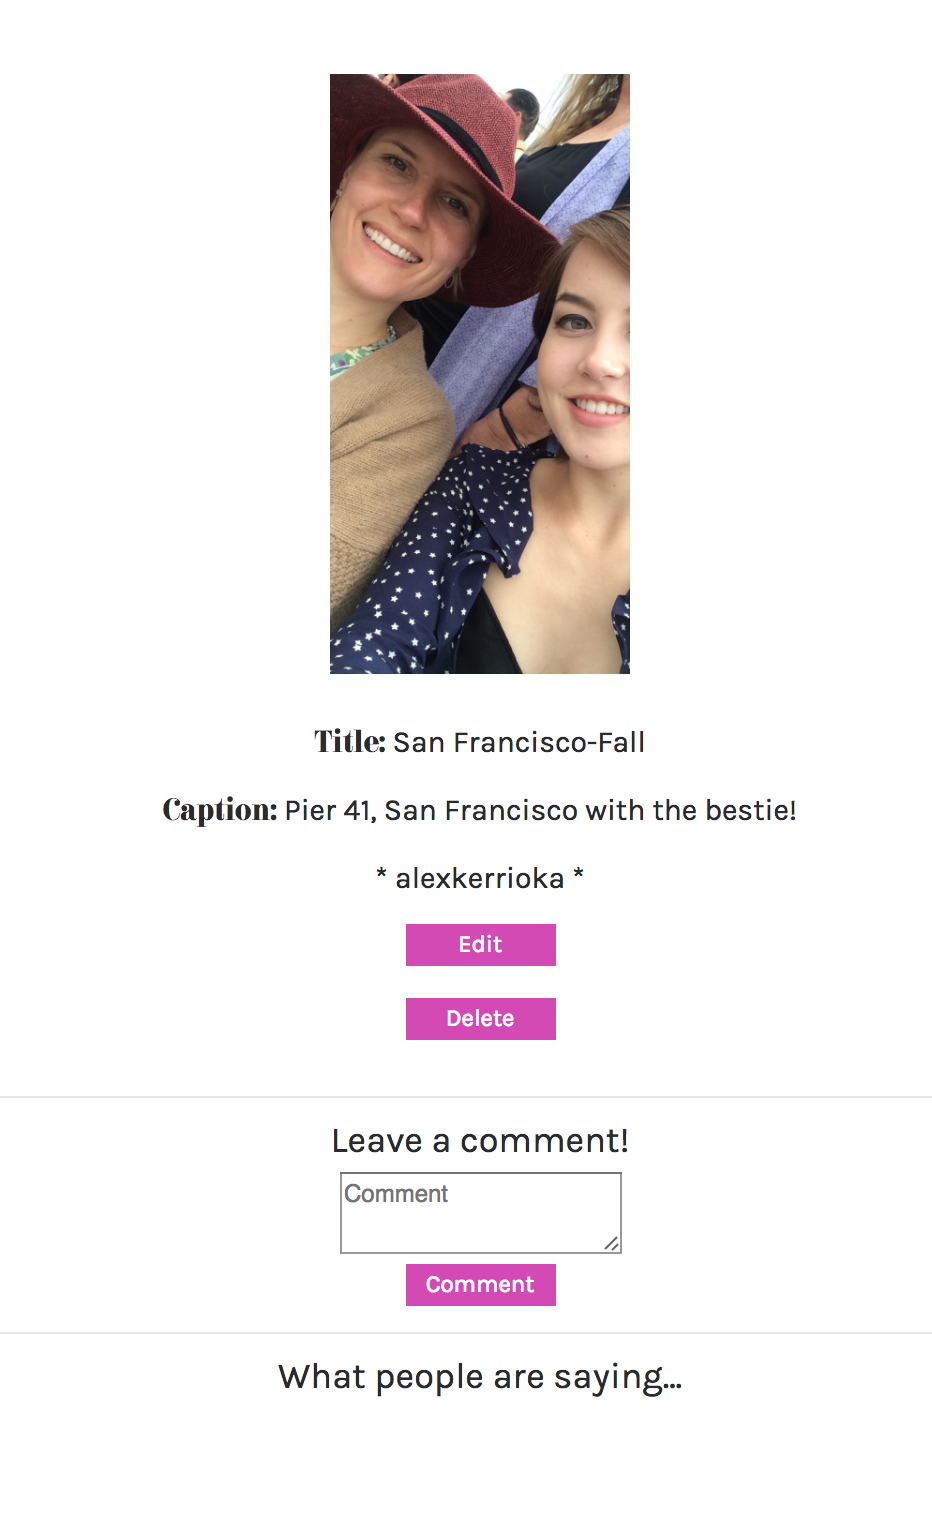 Title: San Francisco-Fall
Caption: Pier 41, San Francisco with the bestie!
* alexkerrioka *
Edit
Delete
Leave a comment!
Comment
Comment
What people are saying...